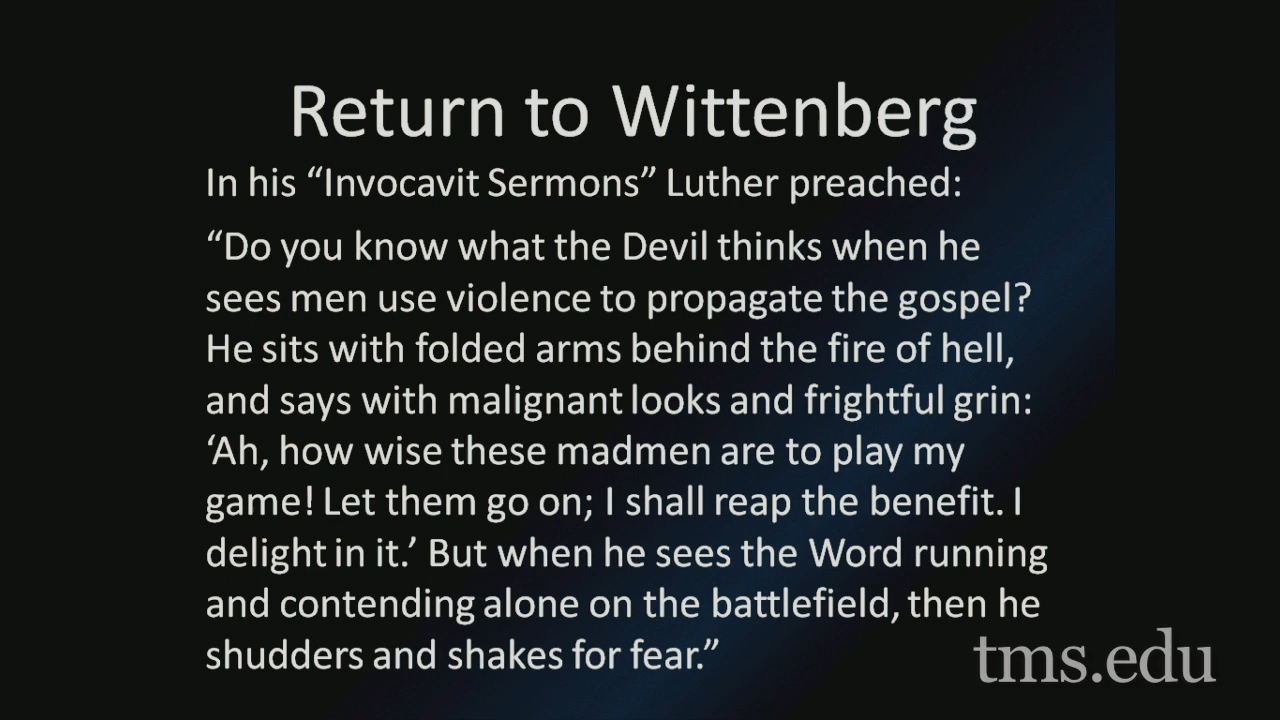 Return to Wittenberg
In his “Invocavit Sermons” Luther preached:
“Do you know what the Devil thinks when he
sees men use violence to propagate the gospel?
He sits with folded arms behind the fire of hell,
and says with malignant looks and frightful grin:
‘Ah, how wise these madmen are to play my
game! Let them go on; I shall reap the benefit. I
delight in it.’ But when he sees the Word running
and contending alone on the battlefield, then he
shudders and shakes for fear.”
tms.edu